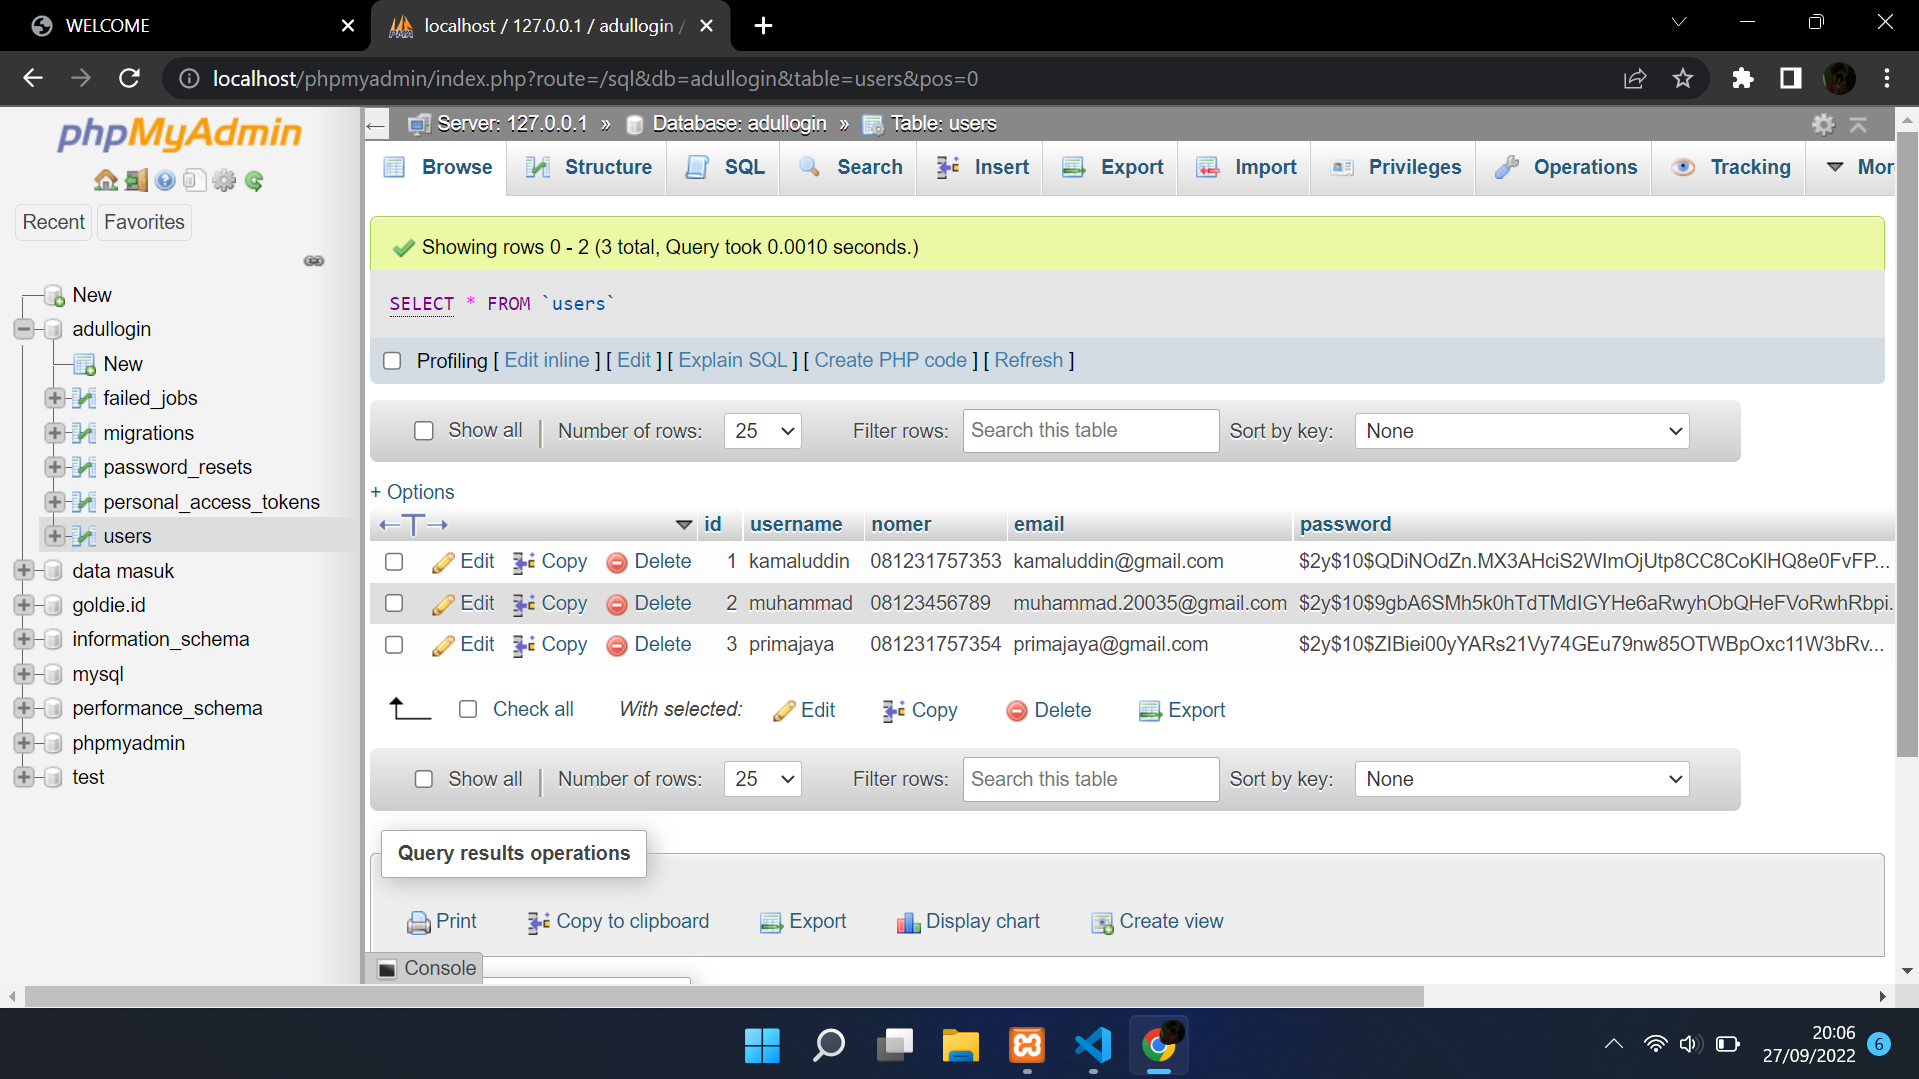 WELCOME
localhost / 127.0.0.1 / adullogin /
localhost/phpmyadmin/index.php?route=/sql&db=adullogin&table=users&pos=0
phpMyAdmin
Recent Favorites
New
adullogin
New
failed_jobs
migrations
password_resets
personal_access_tokens
users
data masuk
goldie.id
information_schema
mysql
performance_schema
phpmyadmin
test
Server: 127.0.0.1 » Database: adullogin » Table: users
Browse Structure SQL Search Insert Export Import Privileges Operations Tracking Mor
Showing rows 0 - 2 (3 total, Query took 0.0010 seconds.)
SELECT * FROM `users`
Profiling [ Edit inline ] [ Edit ] [ Explain SQL ] [ Create PHP code ] [ Refresh ]
Show all Number of rows: 25 Filter rows: Search this table Sort by key: None
+ Options
id username nomer email password
Edit Copy Delete 1 kamaluddin 081231757353 kamaluddin@gmail.com $2y$10$QDiNOdZn.MX3AHciS2WImOjUtp8CC8CoKlHQ8e0FvFP...
Edit Copy Delete 2 muhammad 08123456789 muhammad.20035@gmail.com $2y$10$9gbA6SMh5k0hTdTMdIGYHe6aRwyhObQHeFVoRwhRbpi.
Edit Copy Delete 3 primajaya 081231757354 primajaya@gmail.com $2y$10$ZIBiei00yYARs21Vy74GEu79nw85OTWBpOxc11W3bRv...
Check all With selected: Edit Copy Delete Export
Show all Number of rows: 25 Filter rows: Search this table Sort by key: None
Query results operations
Print Copy to clipboard Export Display chart Create view
Console
20:06
27/09/2022
6